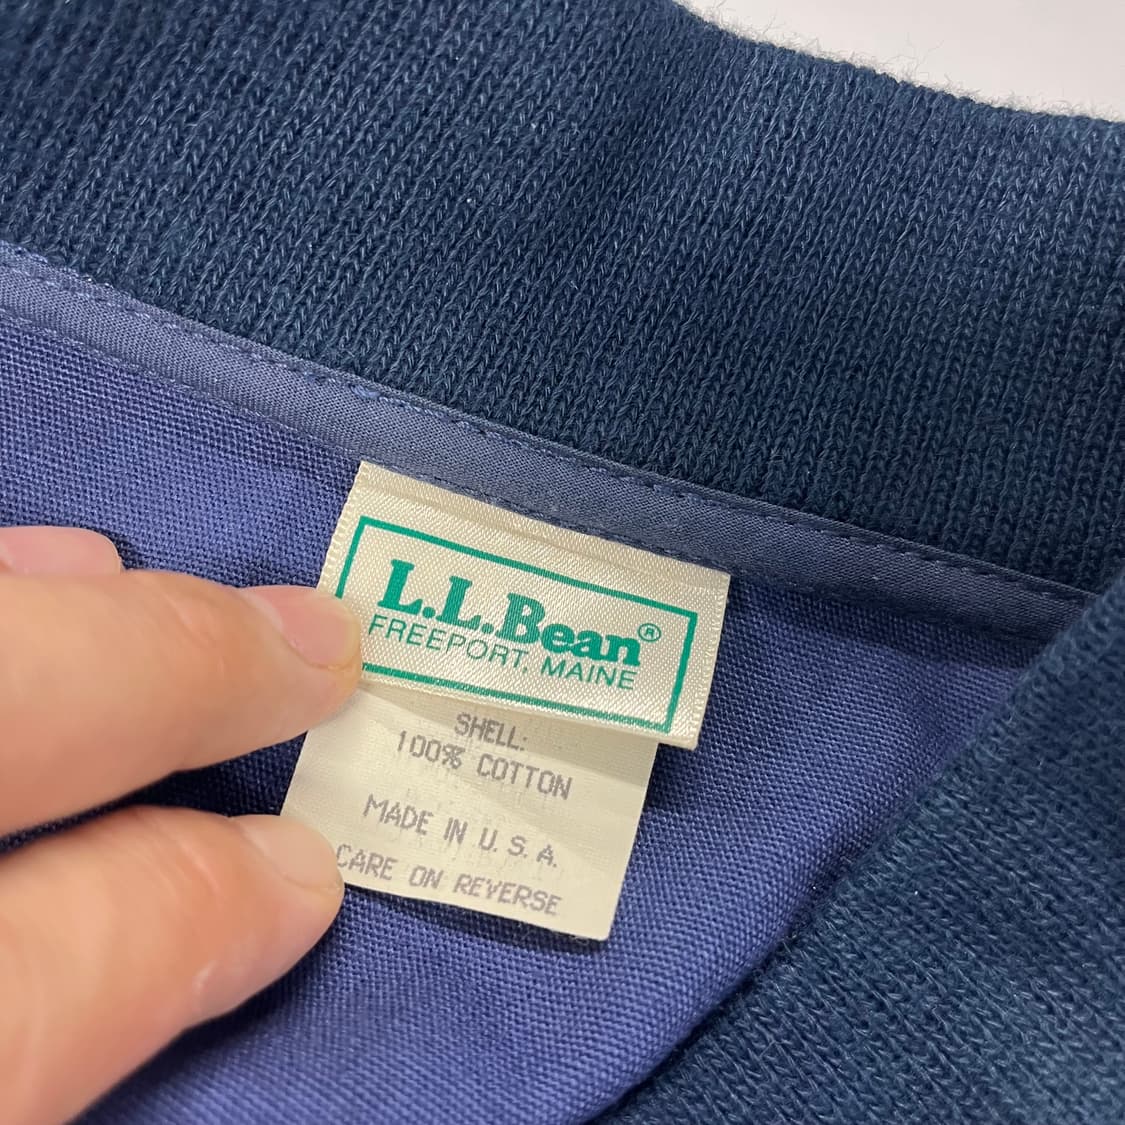 L.L.Bean®
FREEPORT, MAINE
SHELL:
100% COTTON
MADE IN U. S. A.
CARE ON REVERSE